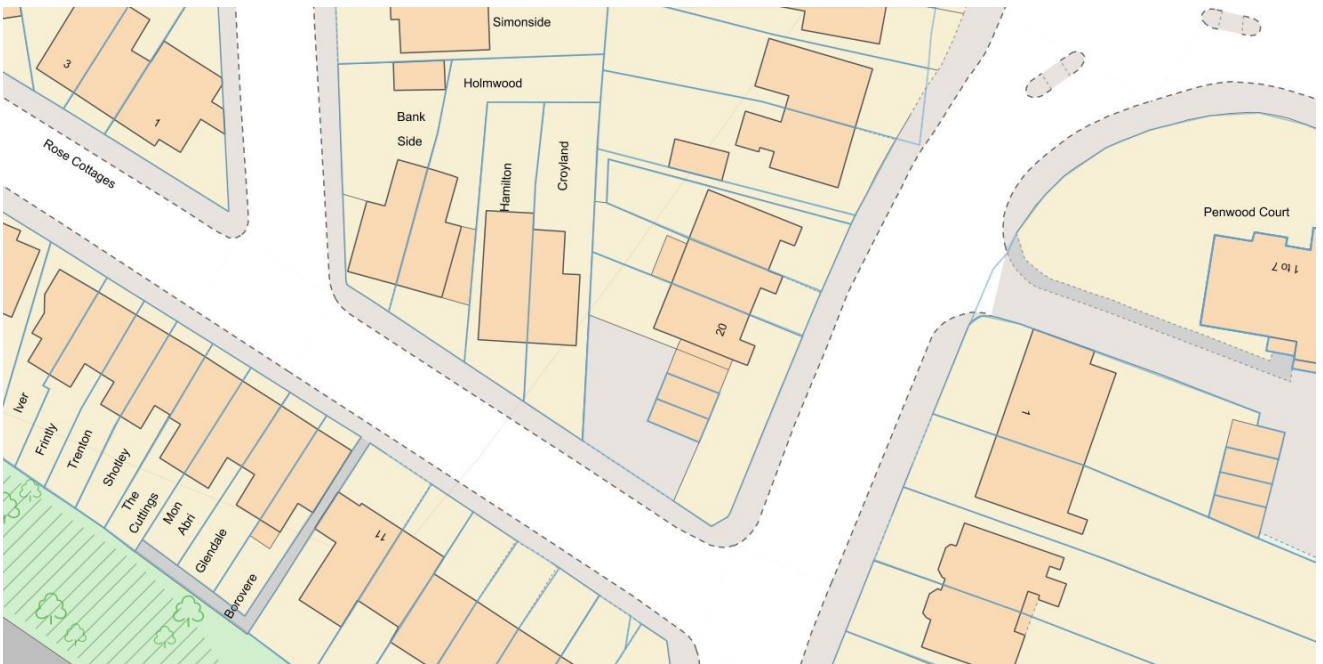 Simonside
3
1
Holmwood
Bank
Side
Rose Cottages
Hamilton
Croyland
Penwood Court
1 to 7
20
1
Iver
Frintly
Trenton
Shotley
The
Cuttings
Mon
Abri
Glendale
Borovere
11